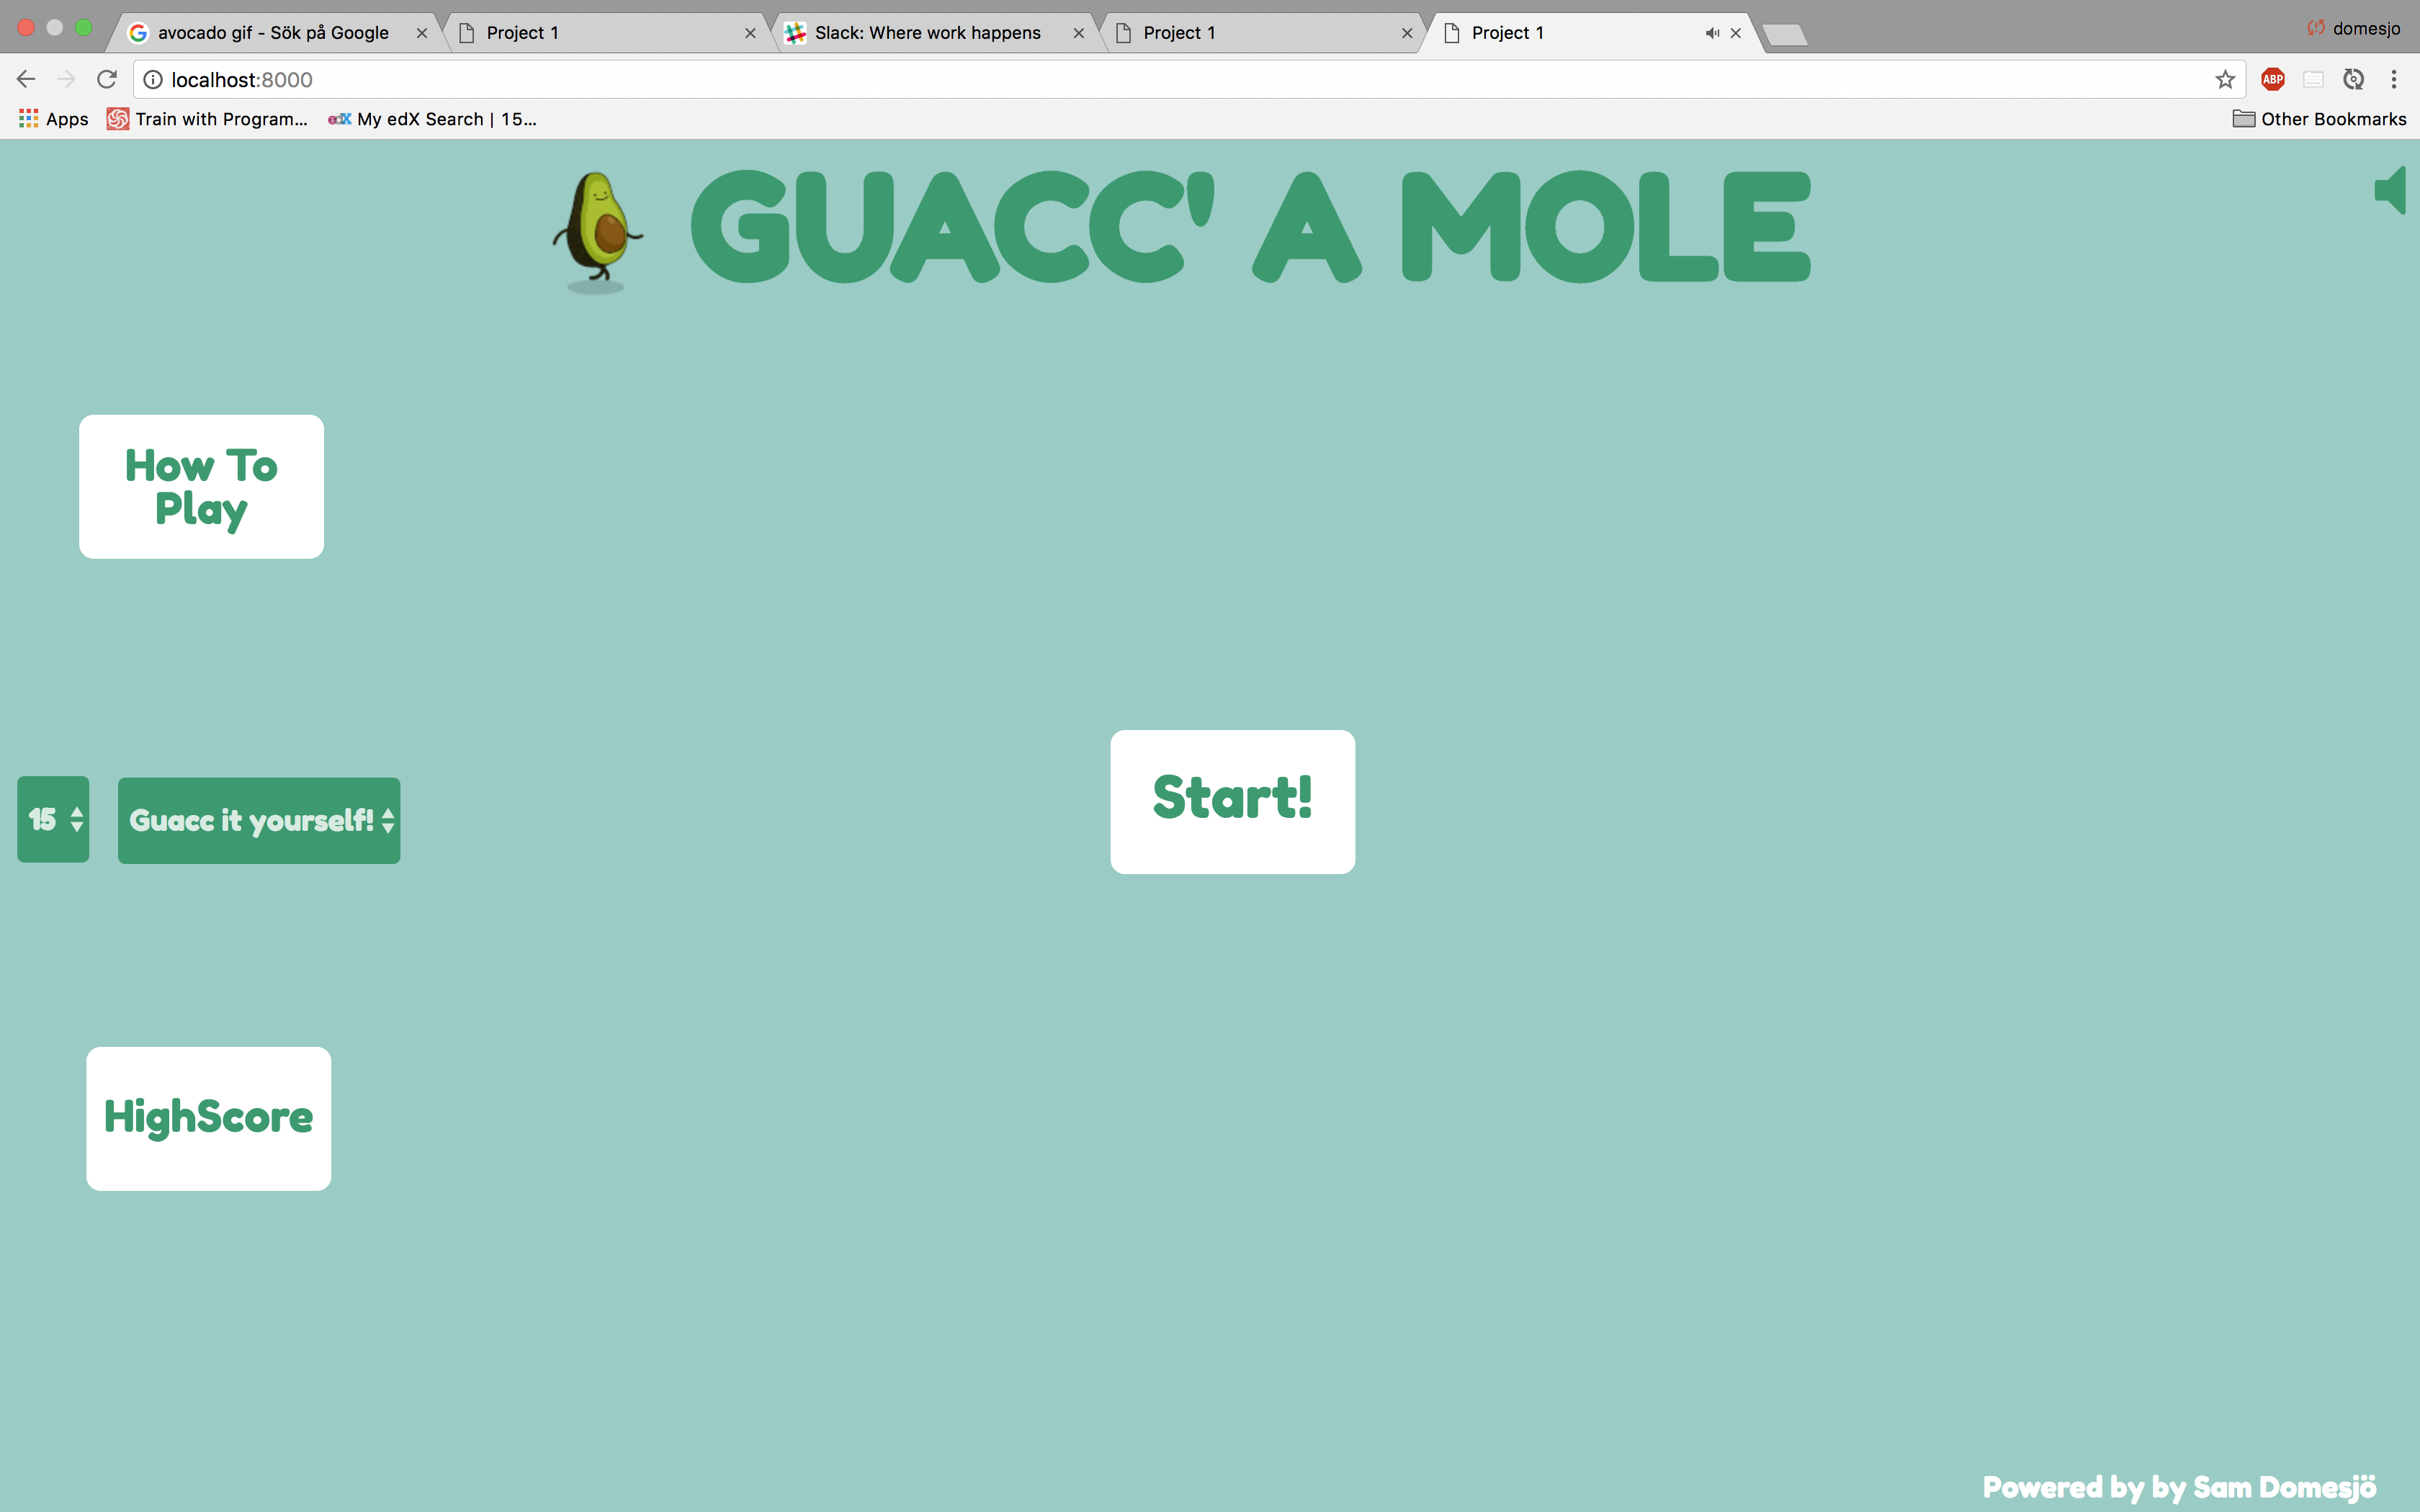 avocado gif - Sök på Google
Project 1
Slack: Where work happens
Project 1
Project 1
domesjo
localhost:8000
ABP
Apps
Train with Program...
edX
My edX Search | 15...
Other Bookmarks
GUACC' A MOLE
How To
Play
Start!
15
Guacc it yourself!
HighScore
Powered by by Sam Domesjö